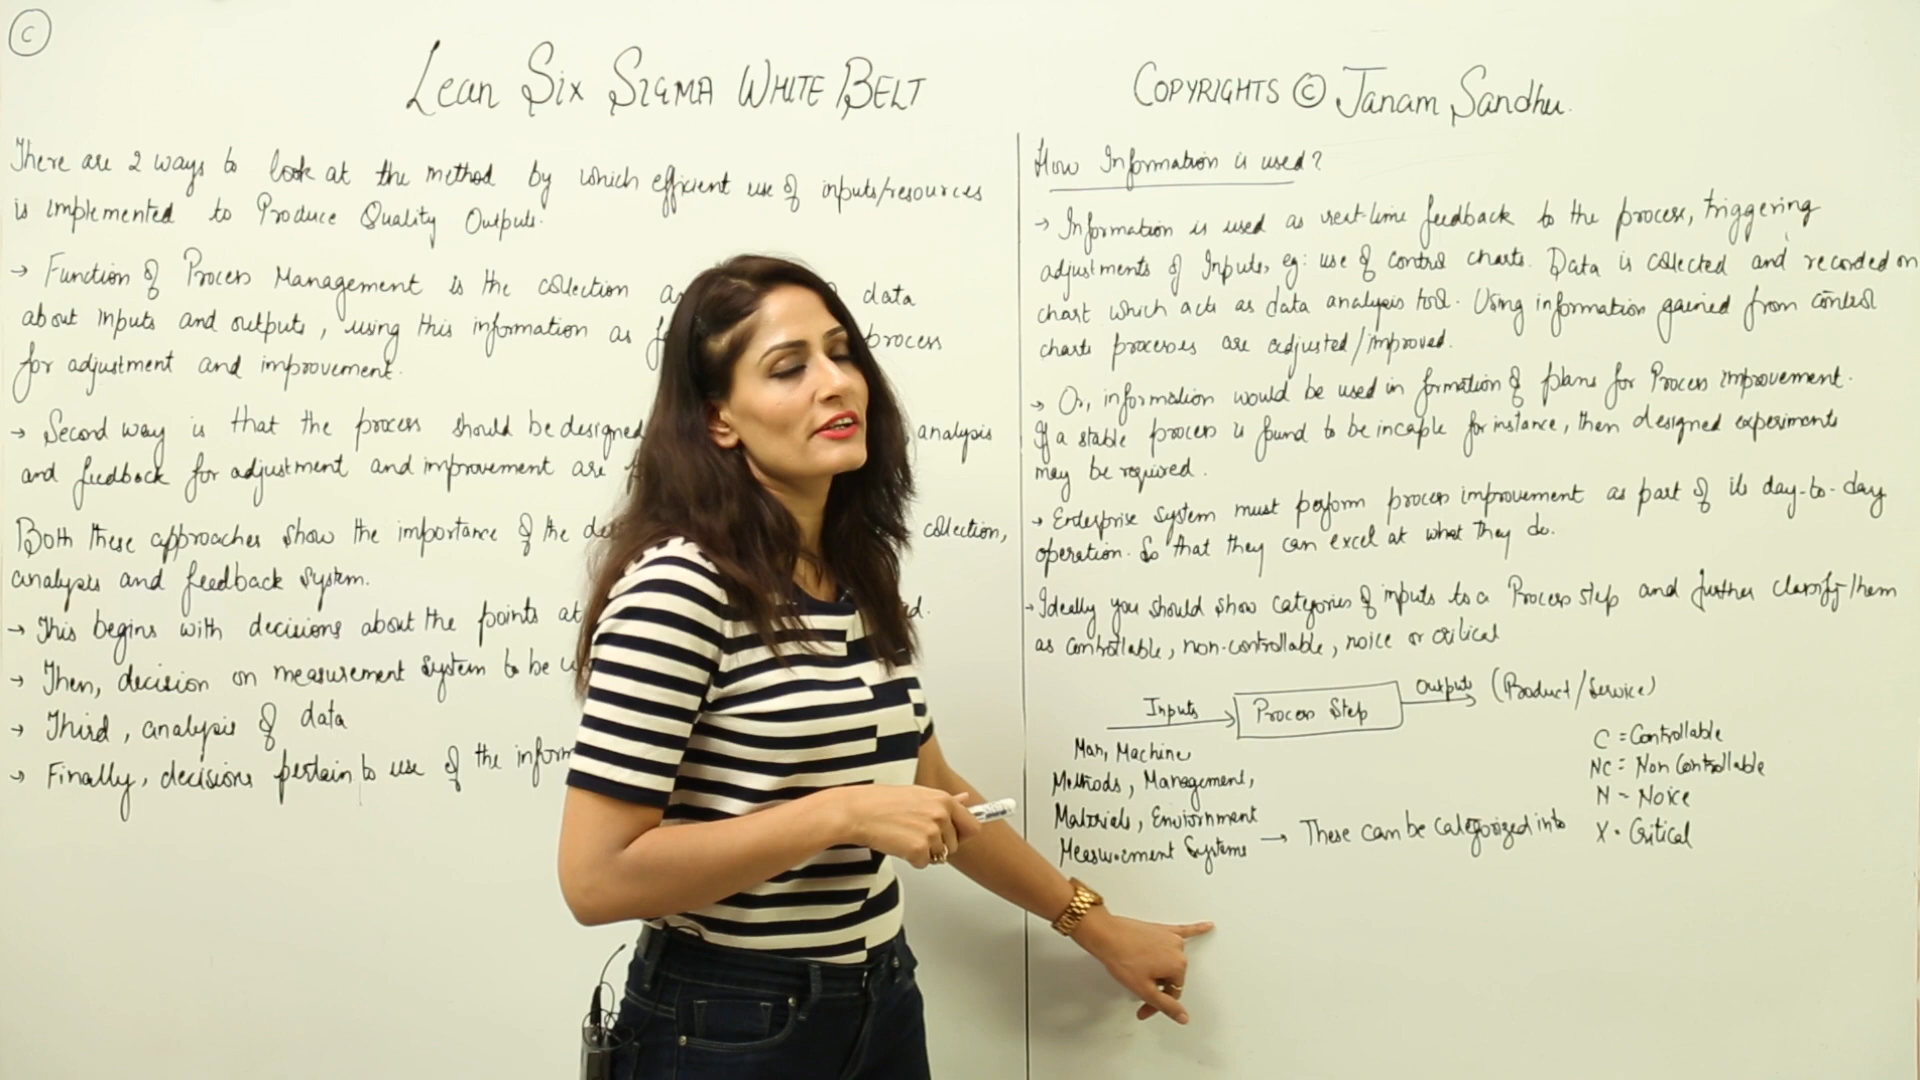 C
Lean Six SIGMA WHITE BELT
COPYRIGHTS © Janam Sandhu.
There are 2 ways to look at the method by which efficient use of inputs/resources
is implemented to Produce Quality Outputs.
→ Function of Process Management is the collection data
about inputs and outputs, using this information as process
for adjustment and improvement.
→ Second way is that the process should be designed analysis
and feedback for adjustment and improvement are
Both these approaches show the importance of the collection,
analysis and feedback system.
→ This begins with decisions about the points at
→ Then, decision on measurement system to be
→ Third, analysis of data
→ Finally, decisions pertain to use of the
How Information is used?
→ Information is used as real-time feedback to the process, triggering
adjustments of Inputs, eg: use of control charts. Data is collected and recorded on
chart which acts as data analysis tool. Using information gained from control
charts processes are adjusted/improved.
→ Or, information would be used in formation of plans for Process improvement.
If a stable process is found to be incaple for instance, then designed experiments
may be required.
→ Enterprise system must perform process improvement as part of its day-to-day
operation. So that they can excel at what they do.
→ Ideally you should show categories of inputs to a Process step and further classify them
as controllable, non-controllable, noice or critical
Inputs → Process Step Outputs → (Product/Service)
Man, Machine
Methods, Management,
Materials, Enviornment
Measurement Systems → These can be categorized into
C = Controllable
NC = Non Controllable
N - Noice
X - Critical